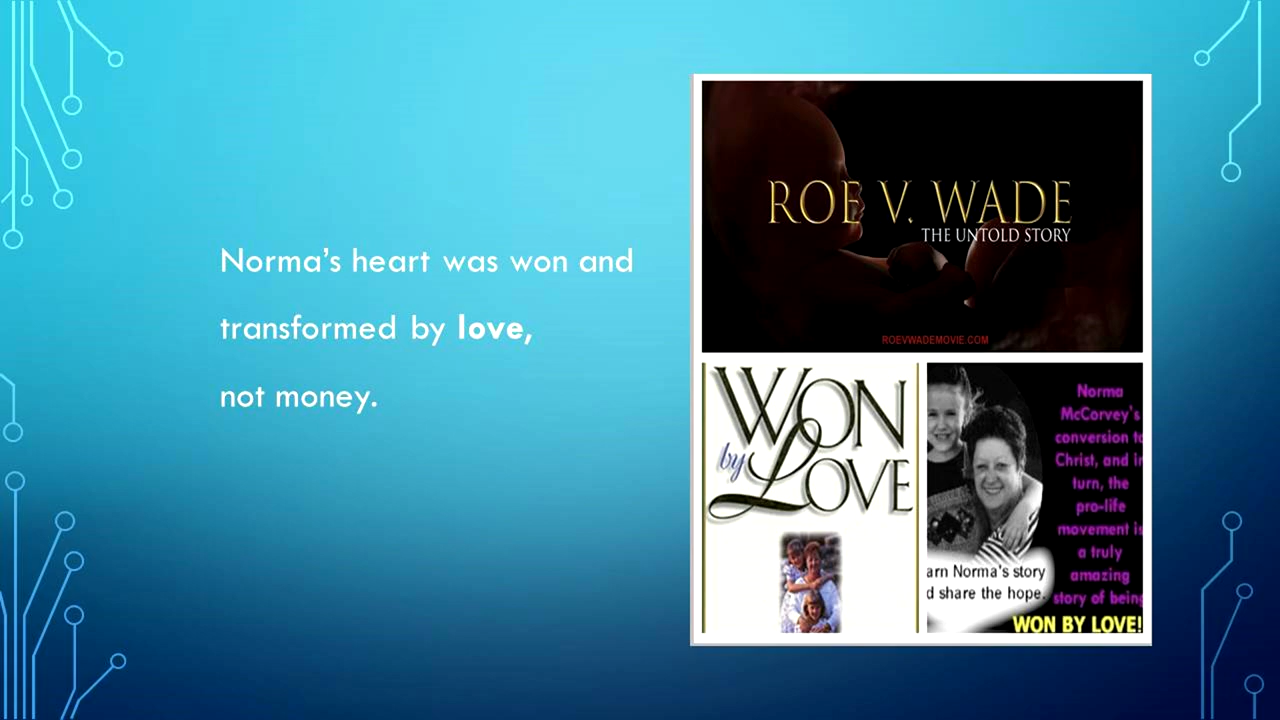 Norma’s heart was won and
transformed by love,
not money.
ROE V. WADE
THE UNTOLD STORY
ROEVWADEMOVIE.COM
WON
by LOVE
Norma
McCorvey's
conversion to
Christ, and in
turn, the
pro-life
movement is
a truly
amazing
story of being
WON BY LOVE!
arn Norma's story
d share the hope.